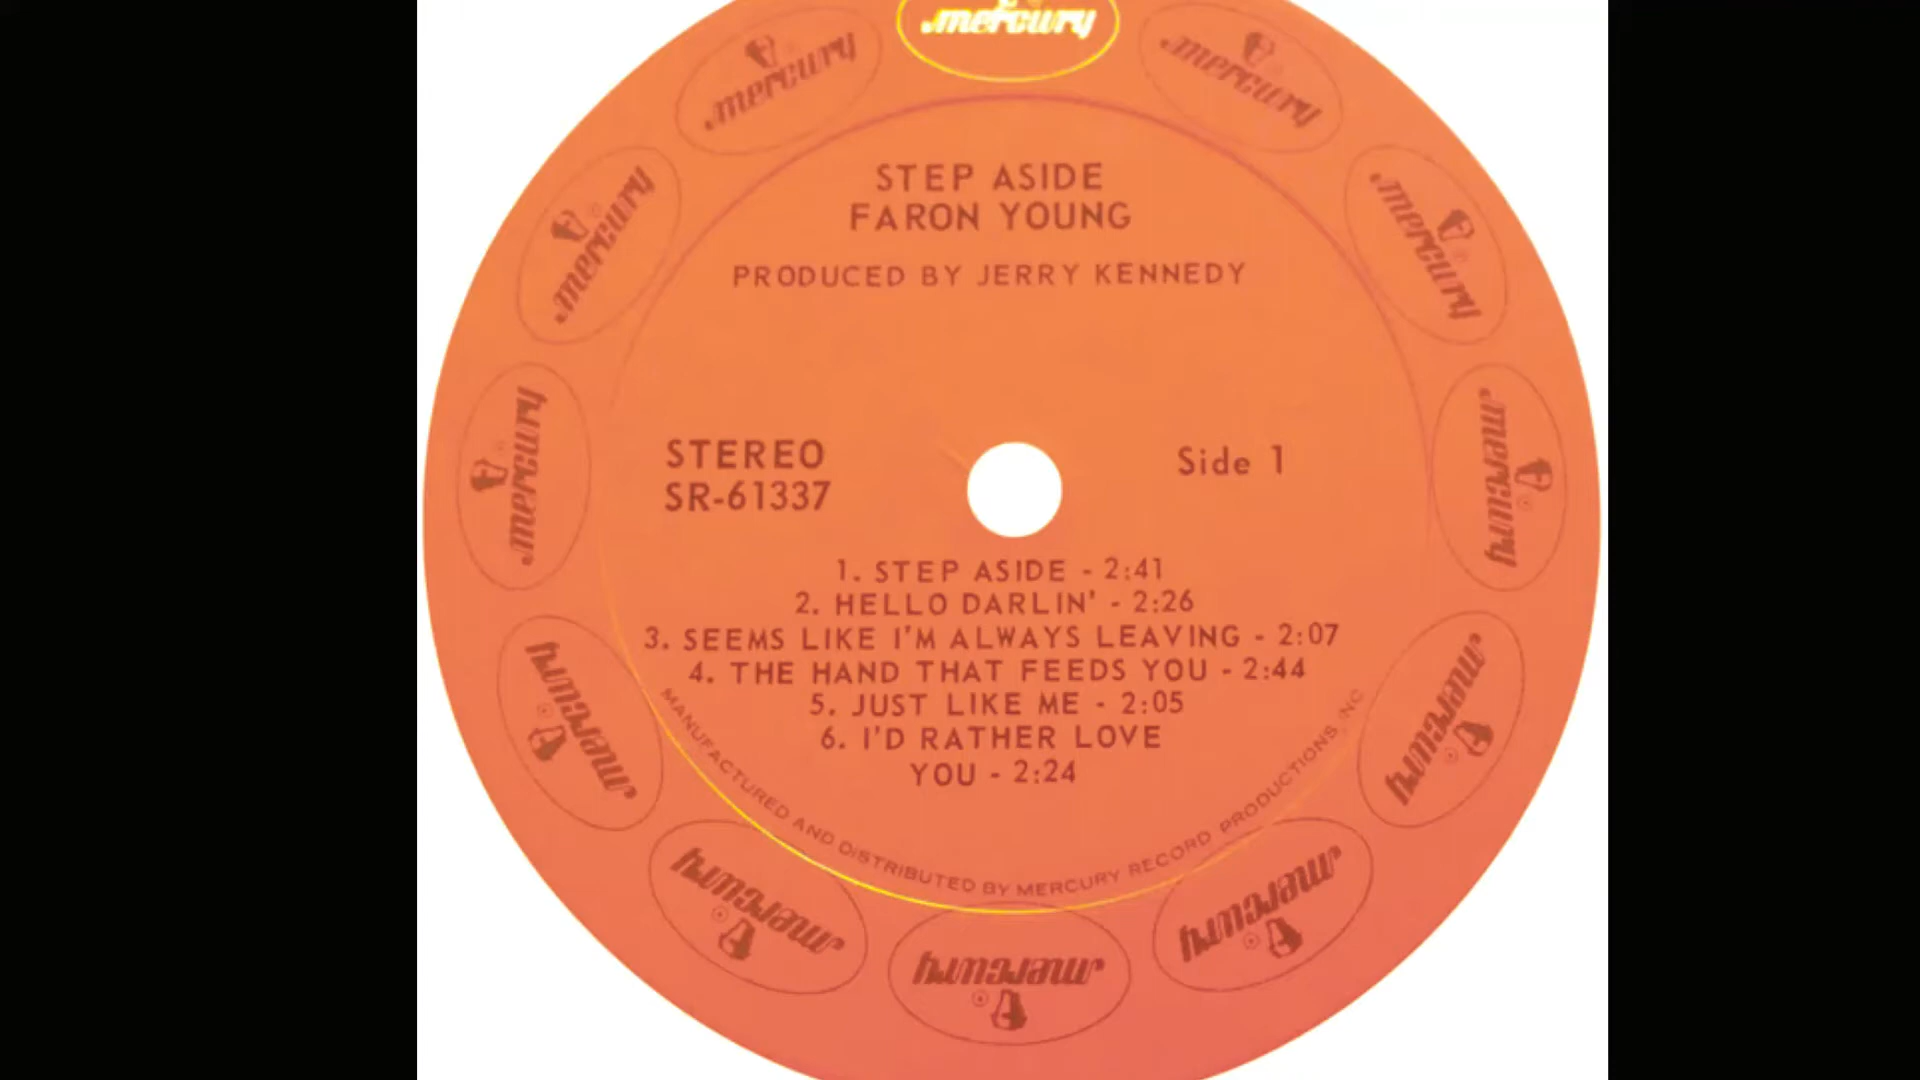 mercury
mercury
mercury
STEP ASIDE
FARON YOUNG
mercury
mercury
PRODUCED BY JERRY KENNEDY
mercury
mercury
STEREO
SR-61337
Side 1
1. STEP ASIDE - 2:41
2. HELLO DARLIN' - 2:26
3. SEEMS LIKE I'M ALWAYS LEAVING - 2:07
4. THE HAND THAT FEEDS YOU - 2:44
5. JUST LIKE ME - 2:05
6. I'D RATHER LOVE
YOU - 2:24
MANUFACTURED AND DISTRIBUTED BY MERCURY RECORD PRODUCTIONS, INC
mercury
mercury
mercury
mercury
mercury